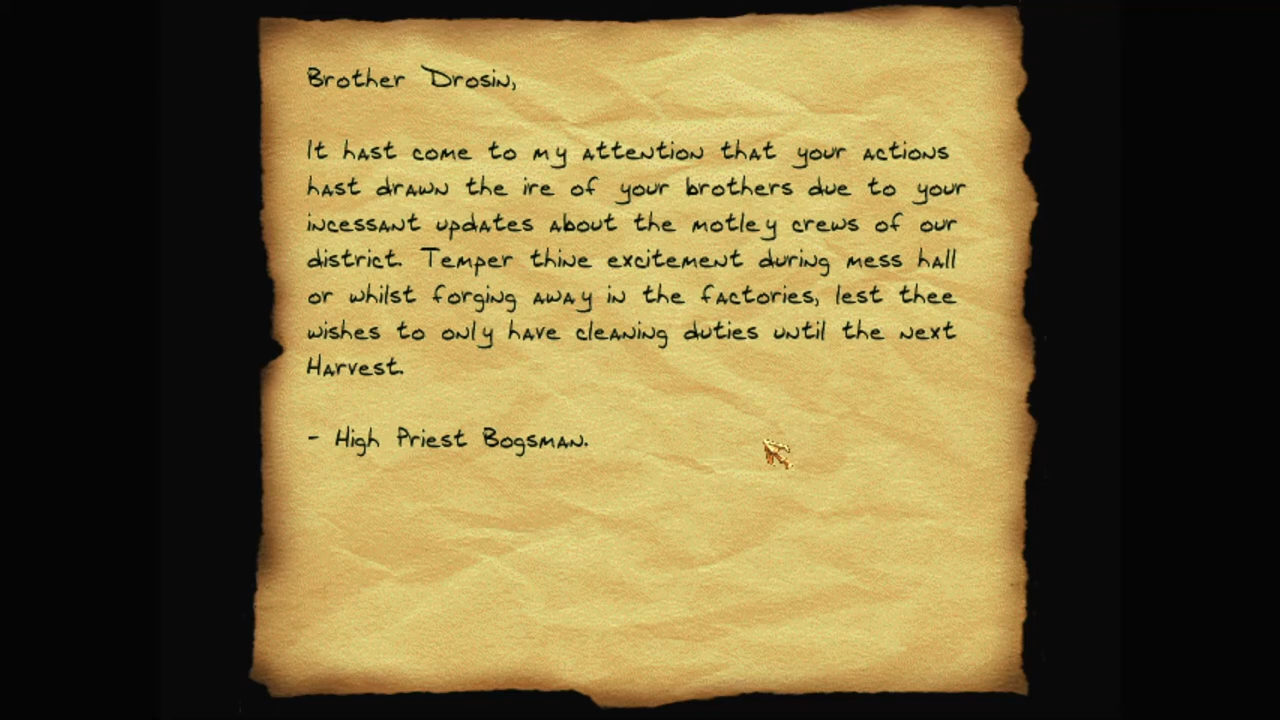 Brother Drosin,
It hast come to my attention that your actions
hast drawn the ire of your brothers due to your
incessant updates about the motley crews of our
district. Temper thine excitement during mess hall
or whilst forging away in the factories, lest thee
wishes to only have cleaning duties until the next
Harvest.
- High Priest Bogsman.